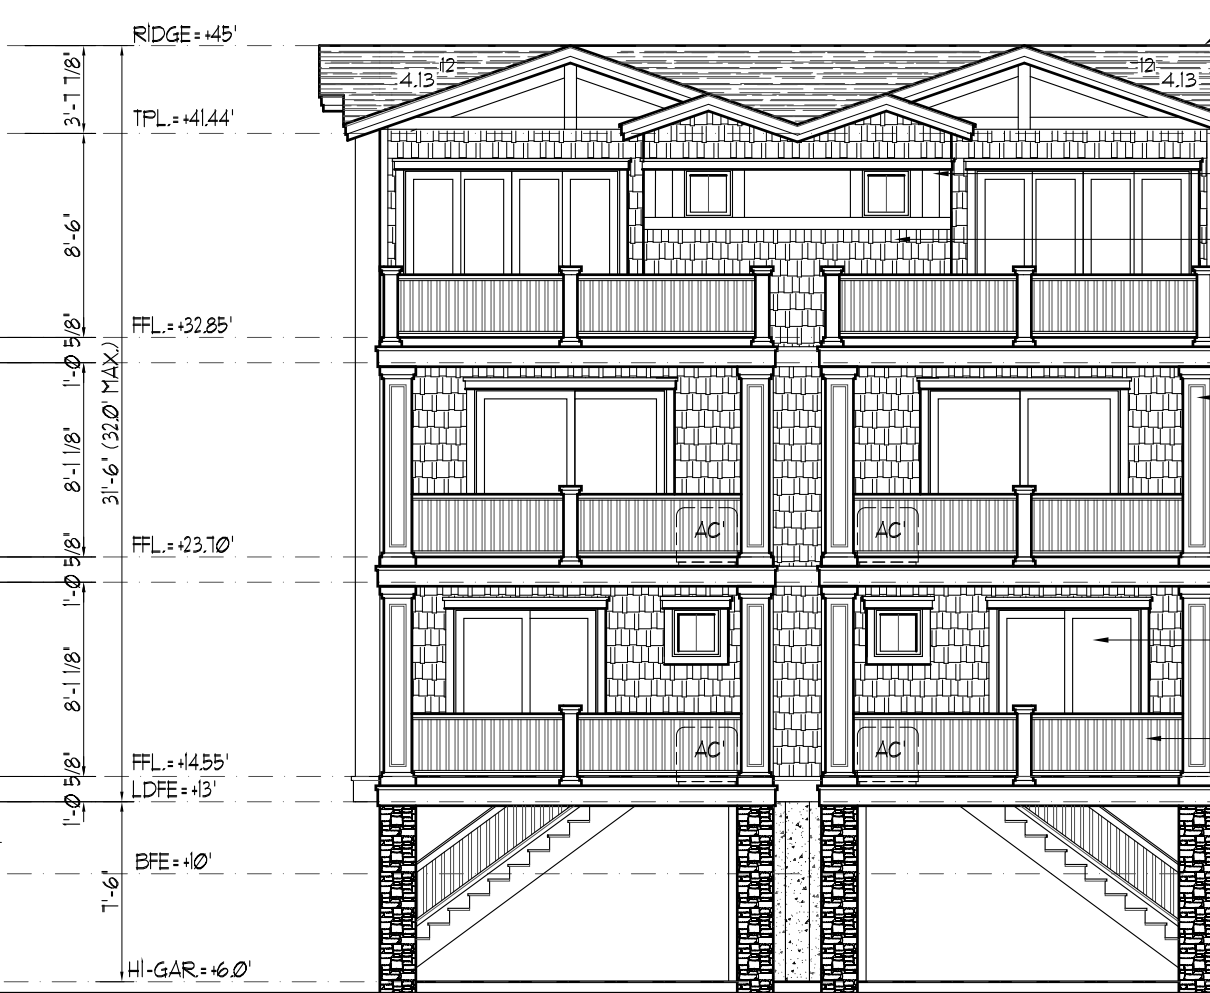 RIDGE = +45'
12
4.13
12
4.13
3'-7 7/8"
TPL. = +41.44'
8'-6"
FFL. = +32.85'
1'-0 5/8"
31'-6" (32.0' MAX.)
8'-1 1/8"
AC'
AC'
FFL. = +23.70'
1'-0 5/8"
8'-1 1/8"
AC'
AC'
FFL. = +14.55'
LDFE = +13'
1'-0 5/8"
BFE = +10'
7'-6"
HI-GAR. = +6.0'